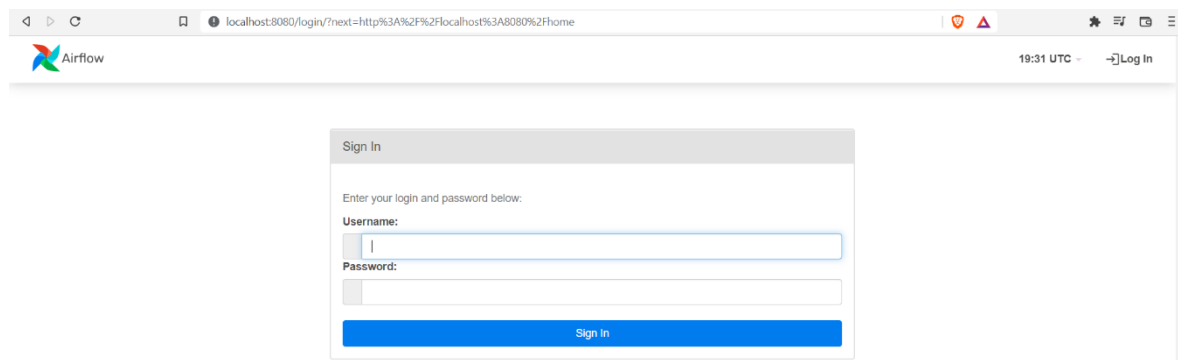 localhost:8080/login/?next=http%3A%2F%2Flocalhost%3A8080%2Fhome
Airflow
19:31 UTC
Log In
Sign In
Enter your login and password below:
Username:
Password:
Sign In